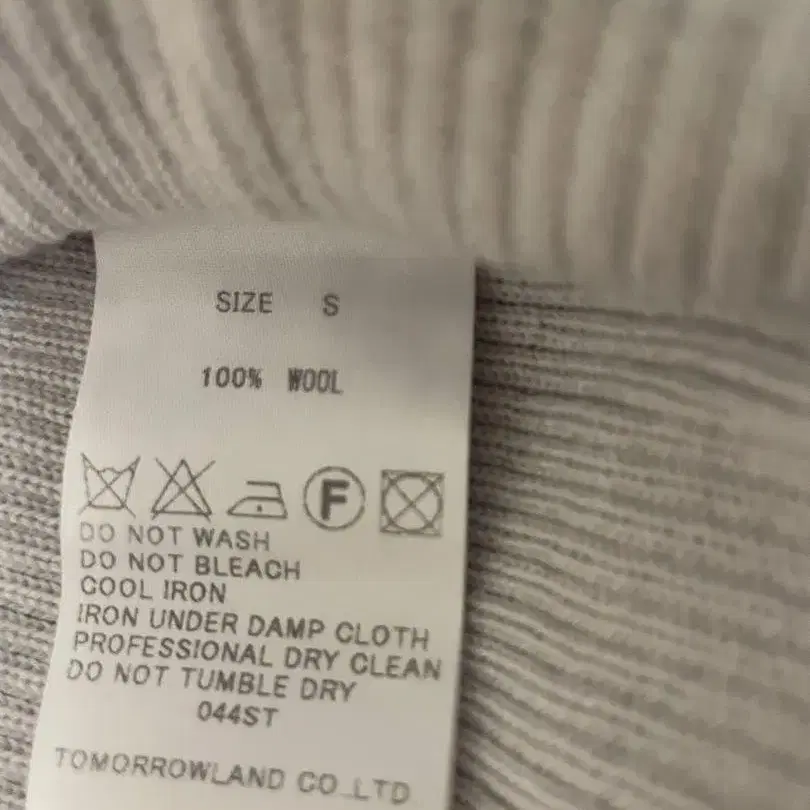 SIZE S
100% WOOL
F
DO NOT WASH
DO NOT BLEACH
COOL IRON
IRON UNDER DAMP CLOTH
PROFESSIONAL DRY CLEAN
DO NOT TUMBLE DRY
044ST
TOMORROWLAND CO.,LTD